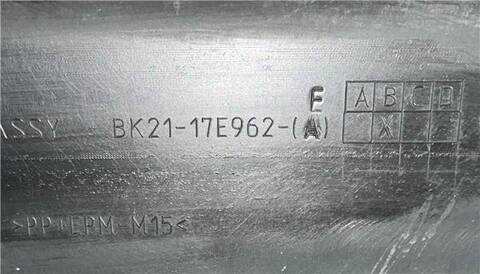 E A B C D
ASSY BK21-17E962-(A) X
>PP+EPM-M15<